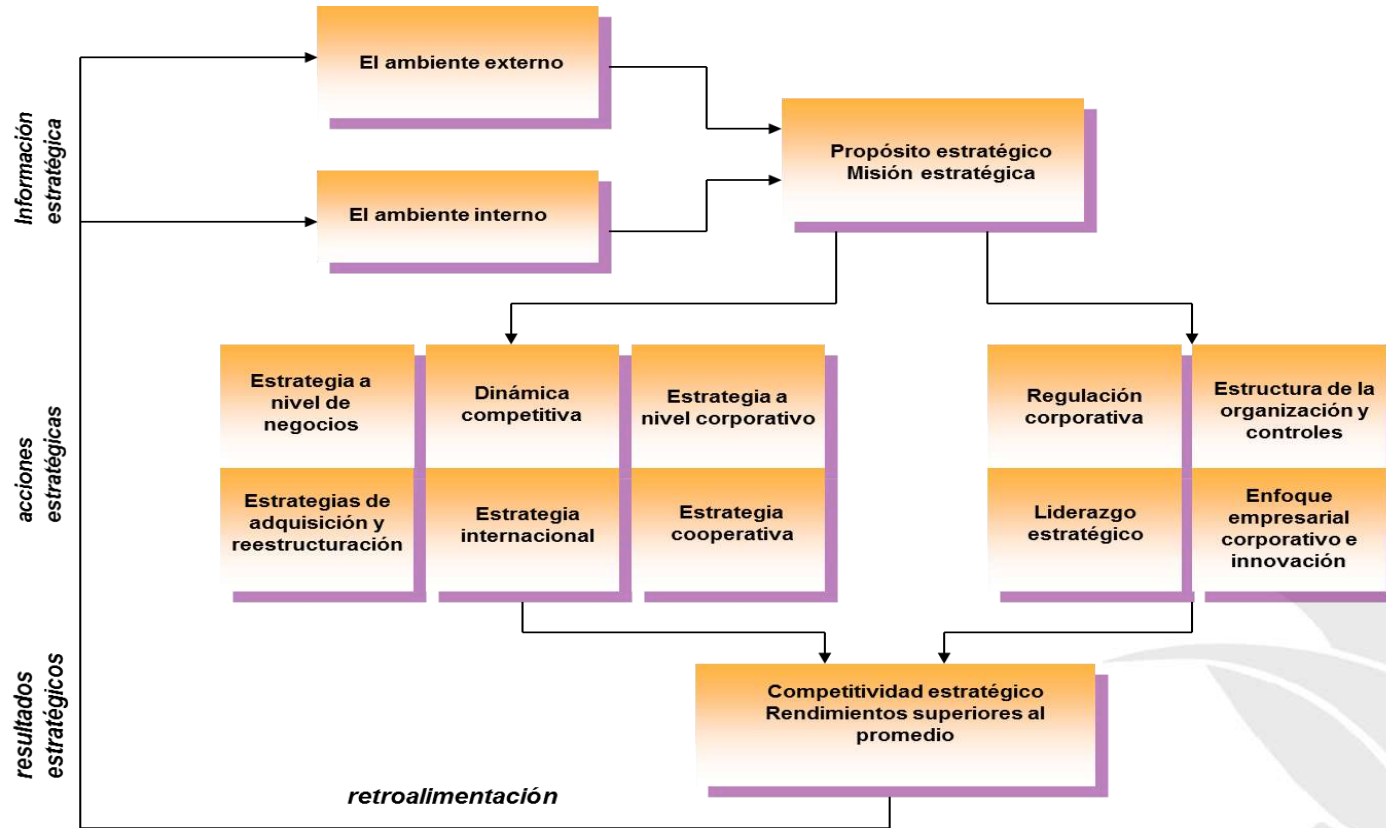 Información
estratégica
El ambiente externo
El ambiente interno
Propósito estratégico
Misión estratégica
acciones
estratégicas
Estrategia a
nivel de
negocios
Dinámica
competitiva
Estrategia a
nivel corporativo
Regulación
corporativa
Estructura de la
organización y
controles
Estrategias de
adquisición y
reestructuración
Estrategia
internacional
Estrategia
cooperativa
Liderazgo
estratégico
Enfoque
empresarial
corporativo e
innovación
resultados
estratégicos
Competitividad estratégico
Rendimientos superiores al
promedio
retroalimentación